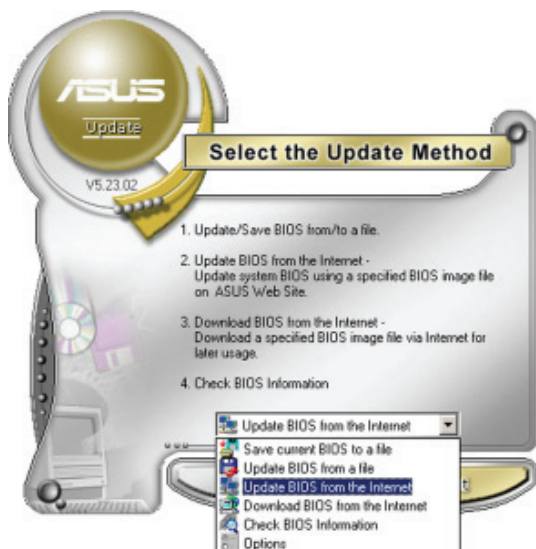 ASUS
Update
V5.23.02
Select the Update Method
1. Update/Save BIOS from/to a file.
2. Update BIOS from the Internet -
Update system BIOS using a specified BIOS image file
on ASUS Web Site.
3. Download BIOS from the Internet -
Download a specified BIOS image file via Internet for
later usage.
4. Check BIOS Information
Update BIOS from the Internet
Save current BIOS to a file
Update BIOS from a file
Update BIOS from the Internet
Download BIOS from the Internet
Check BIOS Information
Options